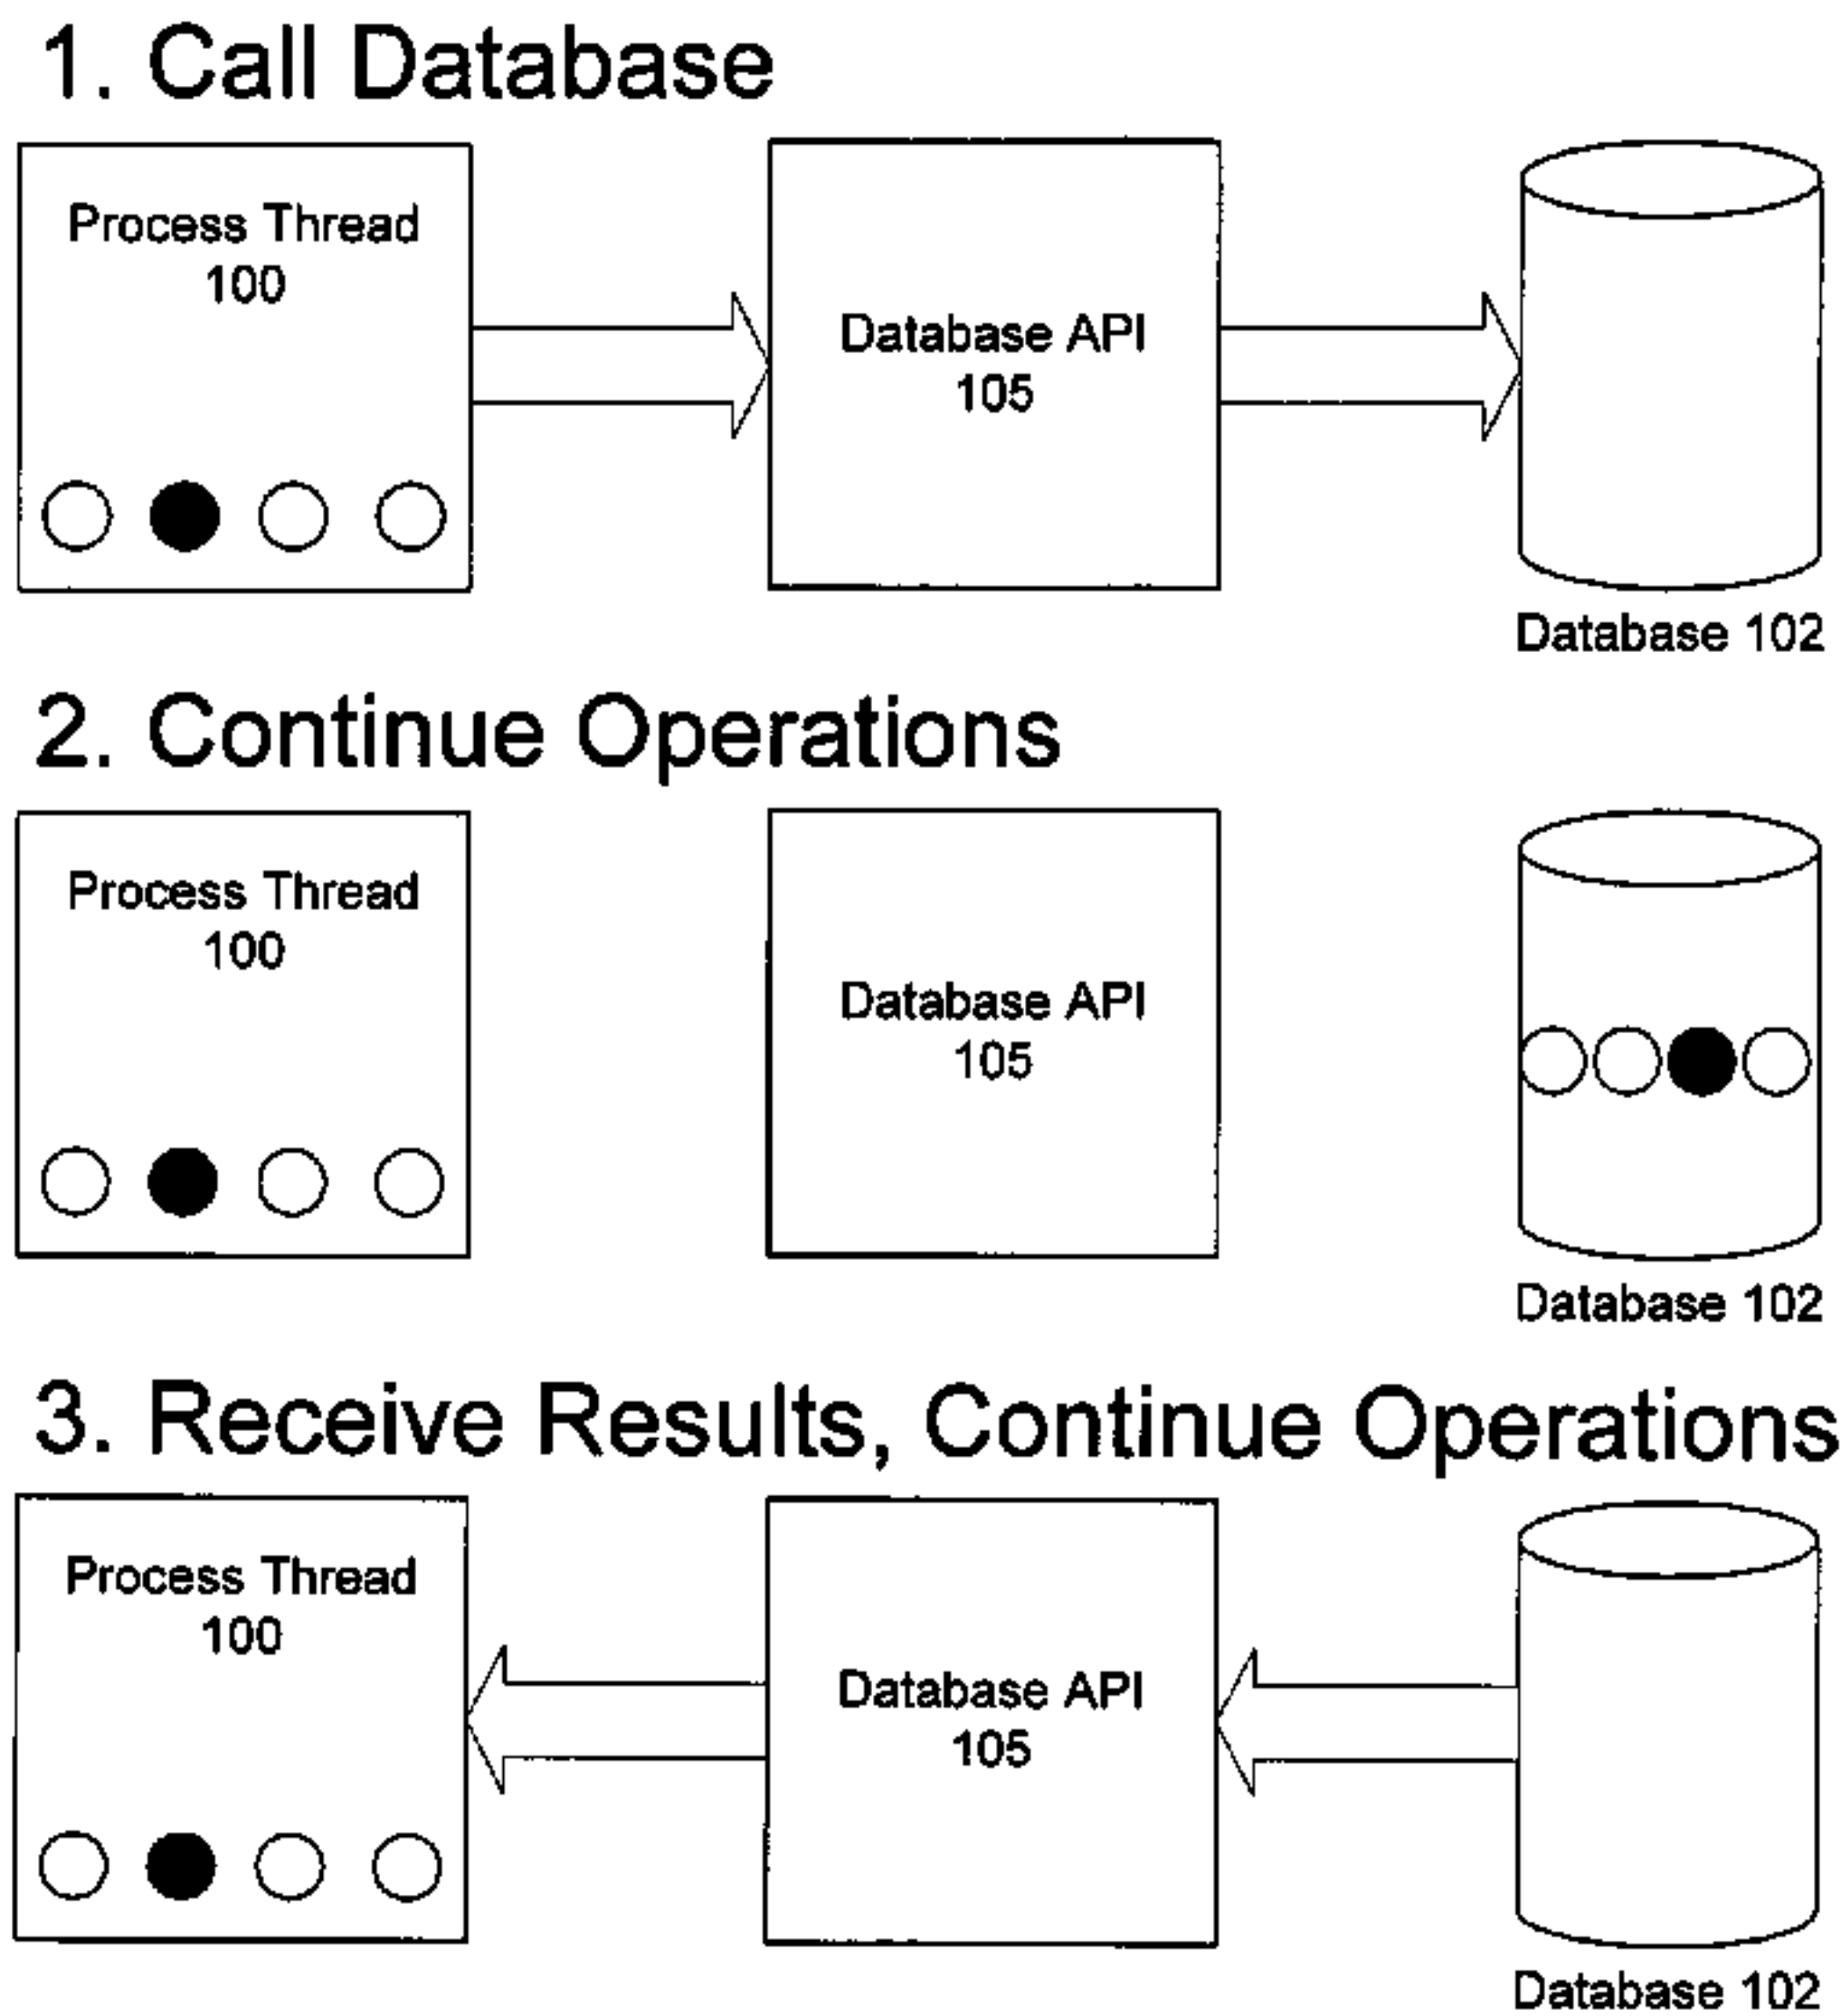 1. Call Database
Process Thread
100
Database API
105
Database 102
2. Continue Operations
Process Thread
100
Database API
105
Database 102
3. Receive Results, Continue Operations
Process Thread
100
Database API
105
Database 102